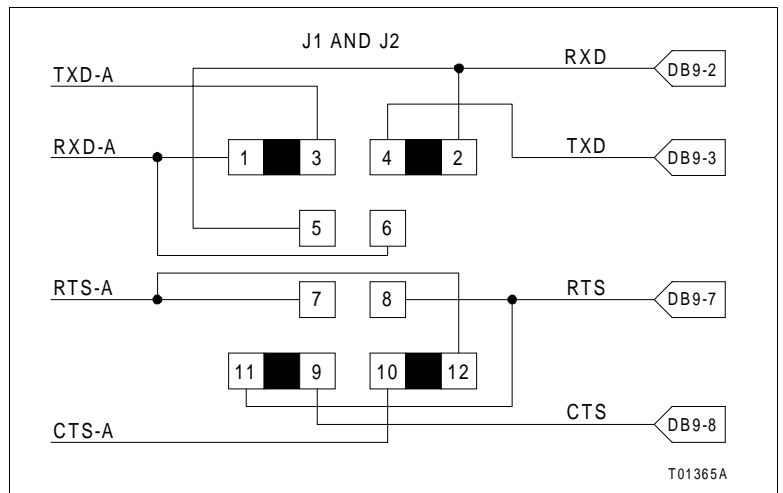 J1 AND J2
TXD-A
RXD
DB9-2
RXD-A
1
3
4
2
TXD
DB9-3
5
6
RTS-A
7
8
RTS
DB9-7
11
9
10
12
CTS-A
CTS
DB9-8
T01365A